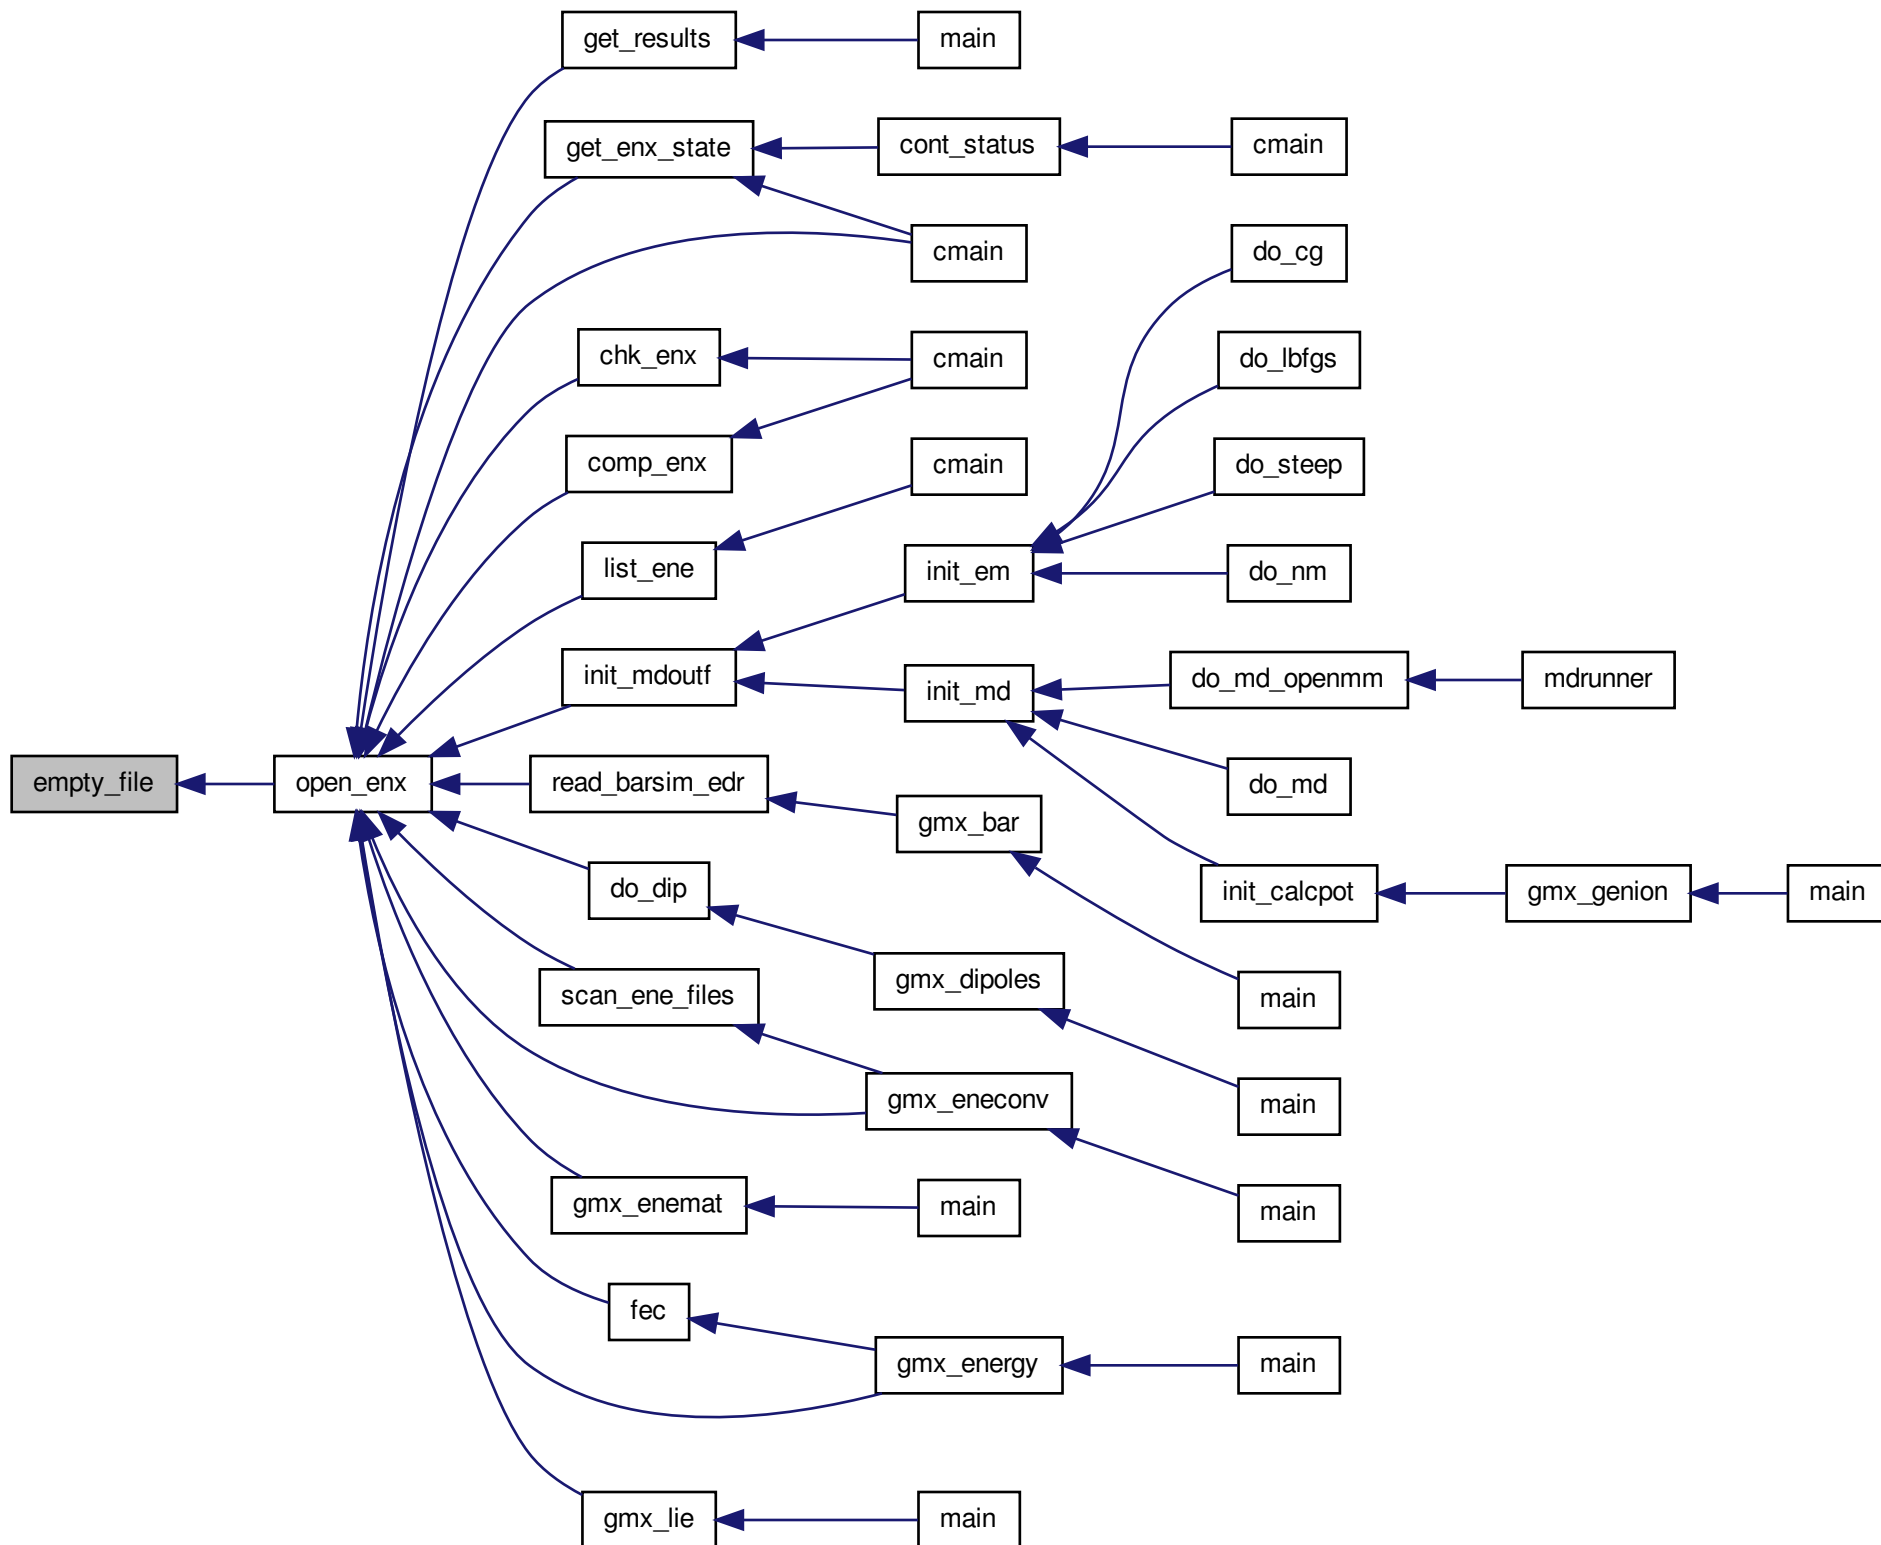 get_results
main
get_enx_state
cont_status
cmain
cmain
do_cg
chk_enx
cmain
do_lbfgs
comp_enx
cmain
do_steep
list_ene
init_em
do_nm
init_mdoutf
init_md
do_md_openmm
mdrunner
empty_file
open_enx
read_barsim_edr
do_md
gmx_bar
do_dip
init_calcpot
gmx_genion
main
scan_ene_files
gmx_dipoles
main
gmx_eneconv
main
gmx_enemat
main
main
fec
gmx_energy
main
gmx_lie
main